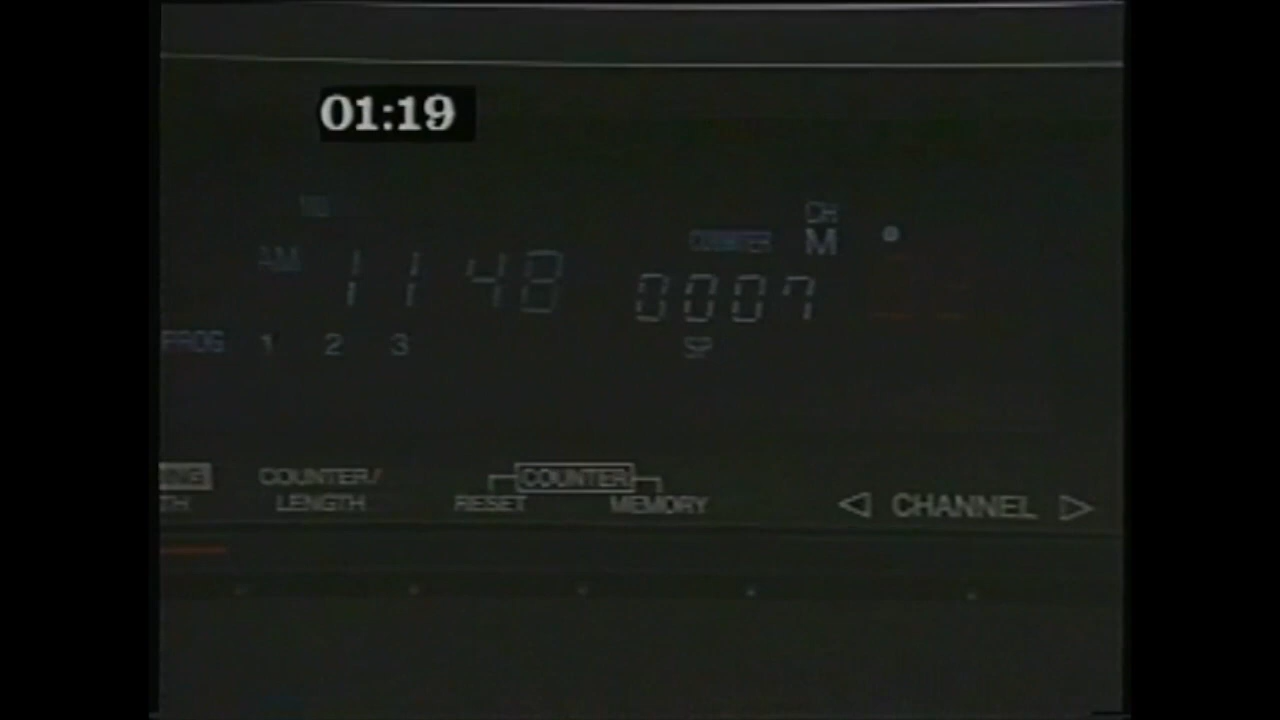 01:19
CH
COUNTER M
AM 11 48 0007
PROG 1 2 3 SP
COUNTER/ COUNTER
LENGTH RESET MEMORY CHANNEL